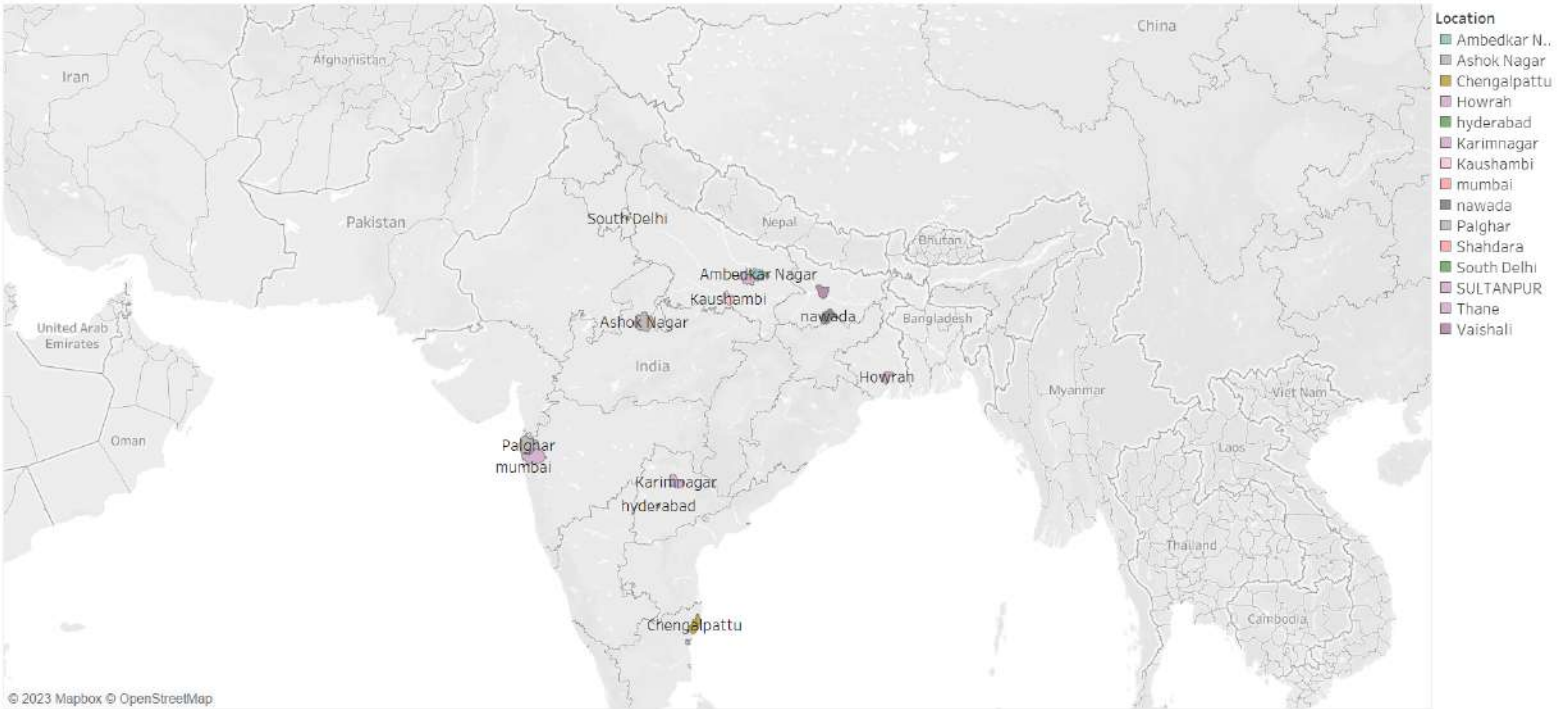 China
Afghanistan
Iran
Pakistan
South Delhi
Nepal
Bhutan
Ambedkar Nagar
Kaushambi
nawada
Bangladesh
Ashok Nagar
United Arab
Emirates
India
Howrah
Myanmar
Viet Nam
Oman
Palghar
mumbai
Laos
Karimnagar
hyderabad
Thailand
Chengalpattu
Cambodia
© 2023 Mapbox © OpenStreetMap
Location
Ambedkar N..
Ashok Nagar
Chengalpattu
Howrah
hyderabad
Karimnagar
Kaushambi
mumbai
nawada
Palghar
Shahdara
South Delhi
SULTANPUR
Thane
Vaishali